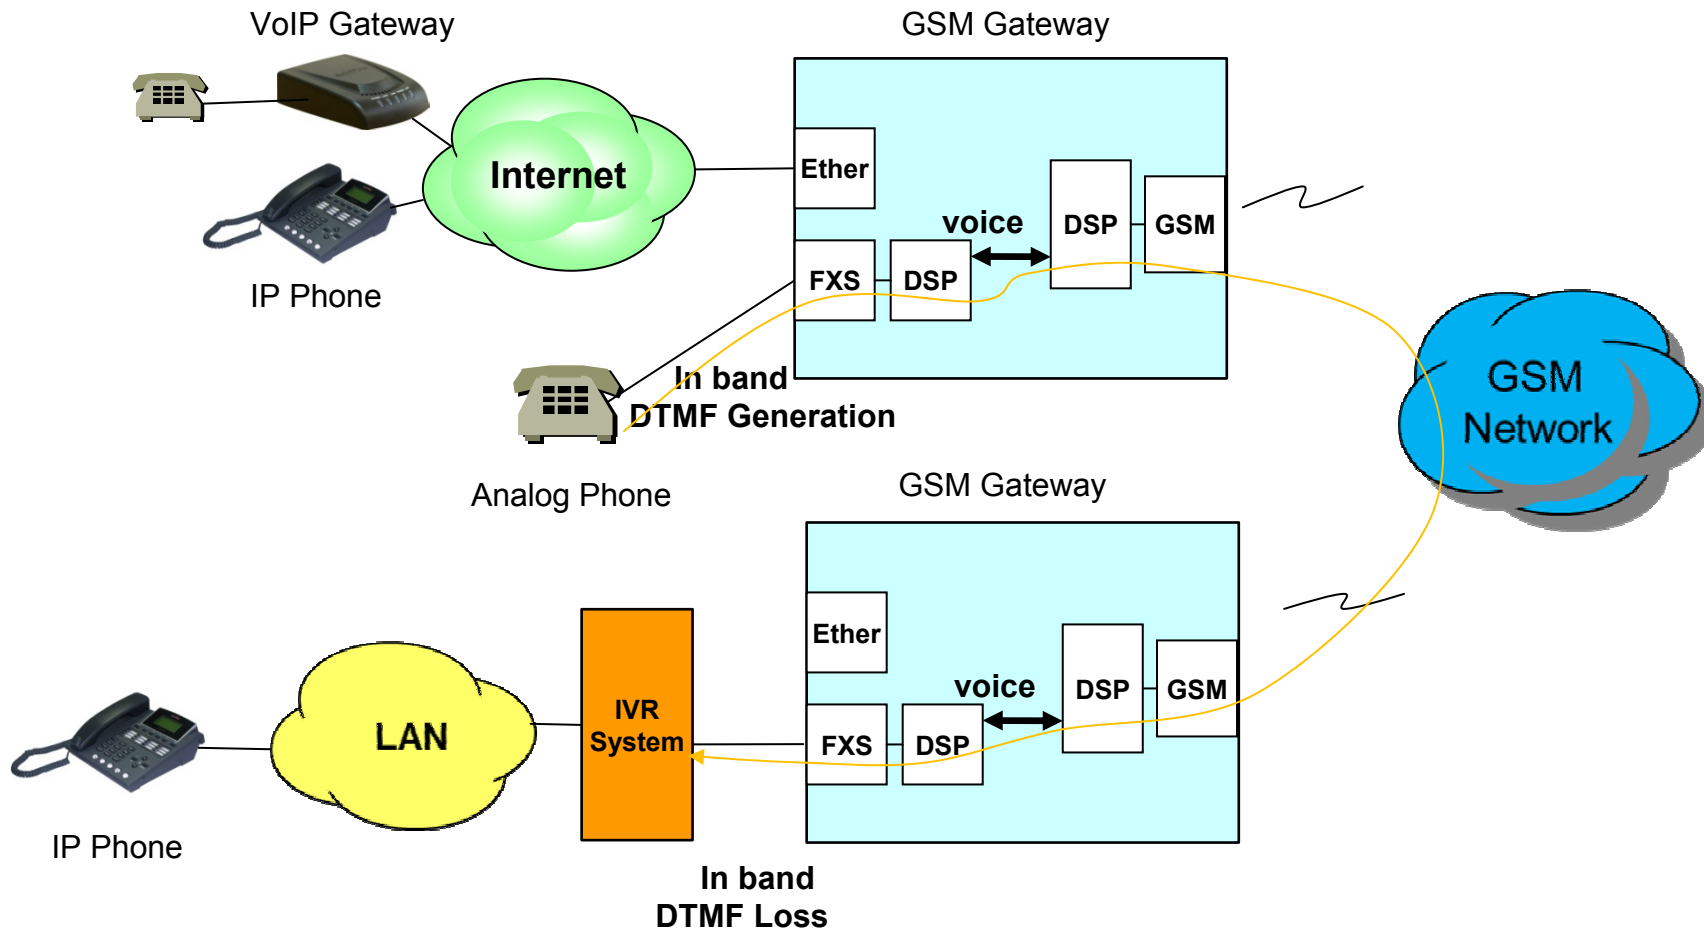 VoIP Gateway
GSM Gateway
Internet
Ether
DSP
GSM
voice
FXS
DSP
IP Phone
In band
DTMF Generation
Analog Phone
GSM
Network
GSM Gateway
Ether
DSP
GSM
voice
FXS
DSP
IVR
System
LAN
IP Phone
In band
DTMF Loss